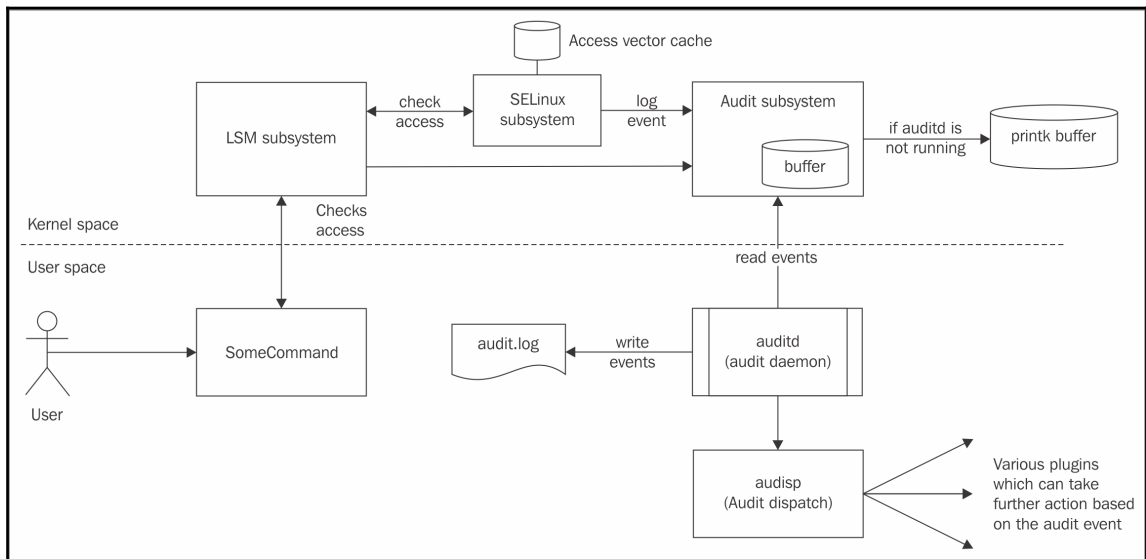 Access vector cache
LSM subsystem
check
access
SELinux
subsystem
log
event
Audit subsystem
buffer
if auditd is
not running
printk buffer
Checks
access
Kernel space
User space
read events
User
SomeCommand
audit.log
write
events
auditd
(audit daemon)
audisp
(Audit dispatch)
Various plugins
which can take
further action based
on the audit event